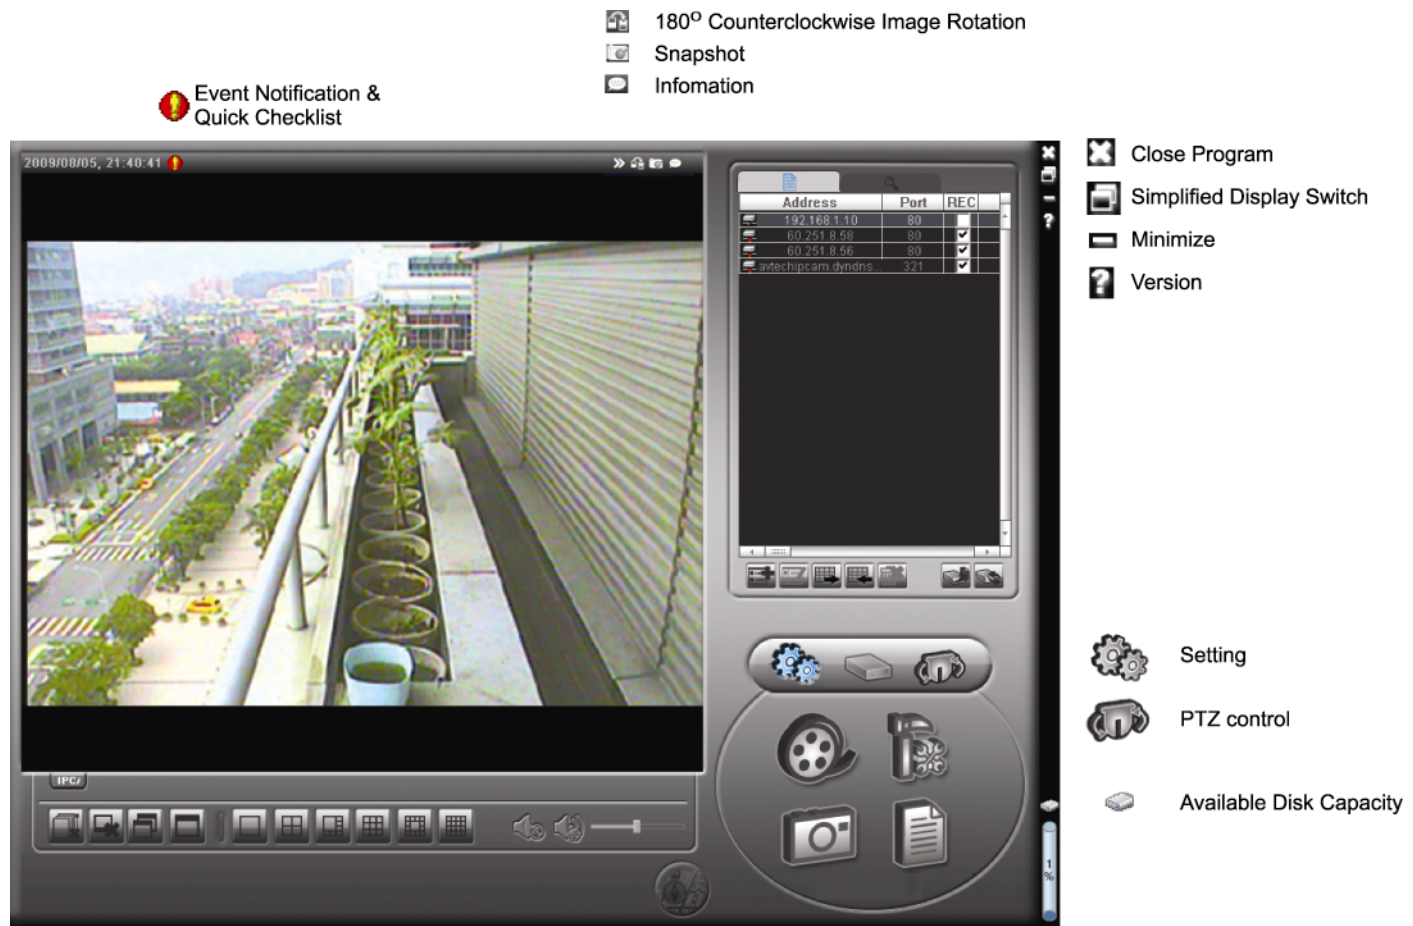 180° Counterclockwise Image Rotation
Snapshot
Infomation
Event Notification &
Quick Checklist
2009/08/05, 21:40:41
Address Port REC
192.168.1.10 80
60.251.8.58 80
60.251.8.56 80
avtechipcam.dyndns... 321
Close Program
Simplified Display Switch
Minimize
Version
Setting
PTZ control
Available Disk Capacity
IPC
1
%